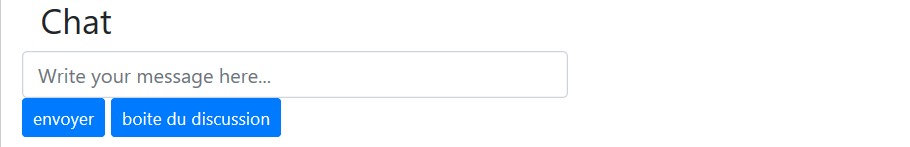 Chat
Write your message here...
envoyer boite du discussion